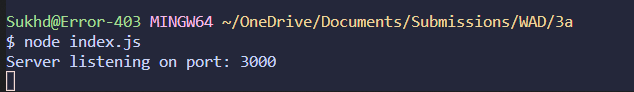 Sukhd@Error-403 MINGW64 ~/OneDrive/Documents/Submissions/WAD/3a
$ node index.js
Server listening on port: 3000